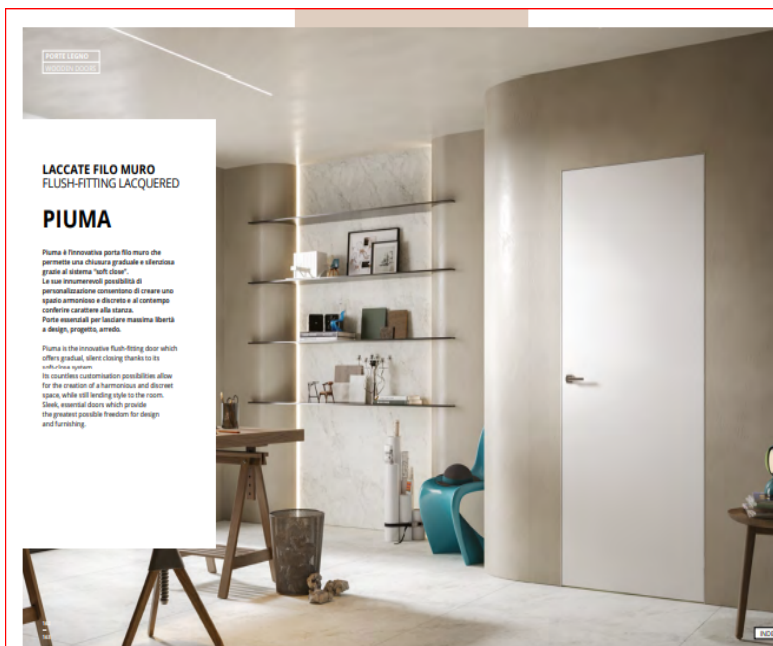 PORTE LEGNO
WOODEN DOORS
LACCATE FILO MURO
FLUSH-FITTING LACQUERED
PIUMA
Piuma è l'innovativa porta filo muro che
permette una chiusura graduale e silenziosa
grazie al sistema "soft close".
Le sue innumerevoli possibilità di
personalizzazione consentono di creare uno
spazio armonioso e discreto e al contempo
conferire carattere alla stanza.
Porte essenziali per lasciare massima libertà
a design, progetto, arredo.
Piuma is the innovative flush-fitting door which
offers gradual, silent closing thanks to its
soft-close system.
Its countless customisation possibilities allow
for the creation of a harmonious and discreet
space, while still lending style to the room.
Sleek, essential doors which provide
the greatest possible freedom for design
and furnishing.